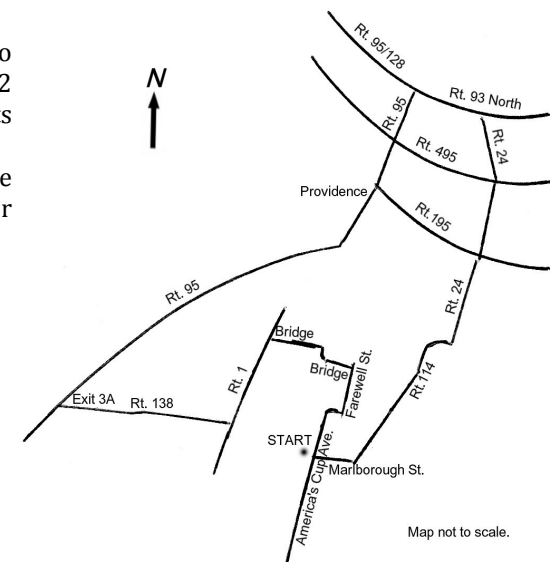 o
2
ts
e
r
N
Rt. 95/128
Rt. 93 North
Rt. 95
Rt. 24
Rt. 495
Providence
Rt.195
Rt. 95
Rt. 24
Bridge
Bridge
Farewell St.
Rt. 1
Rt.114
Exit 3A
Rt. 138
START
Marlborough St.
America's Cup Ave.
Map not to scale.